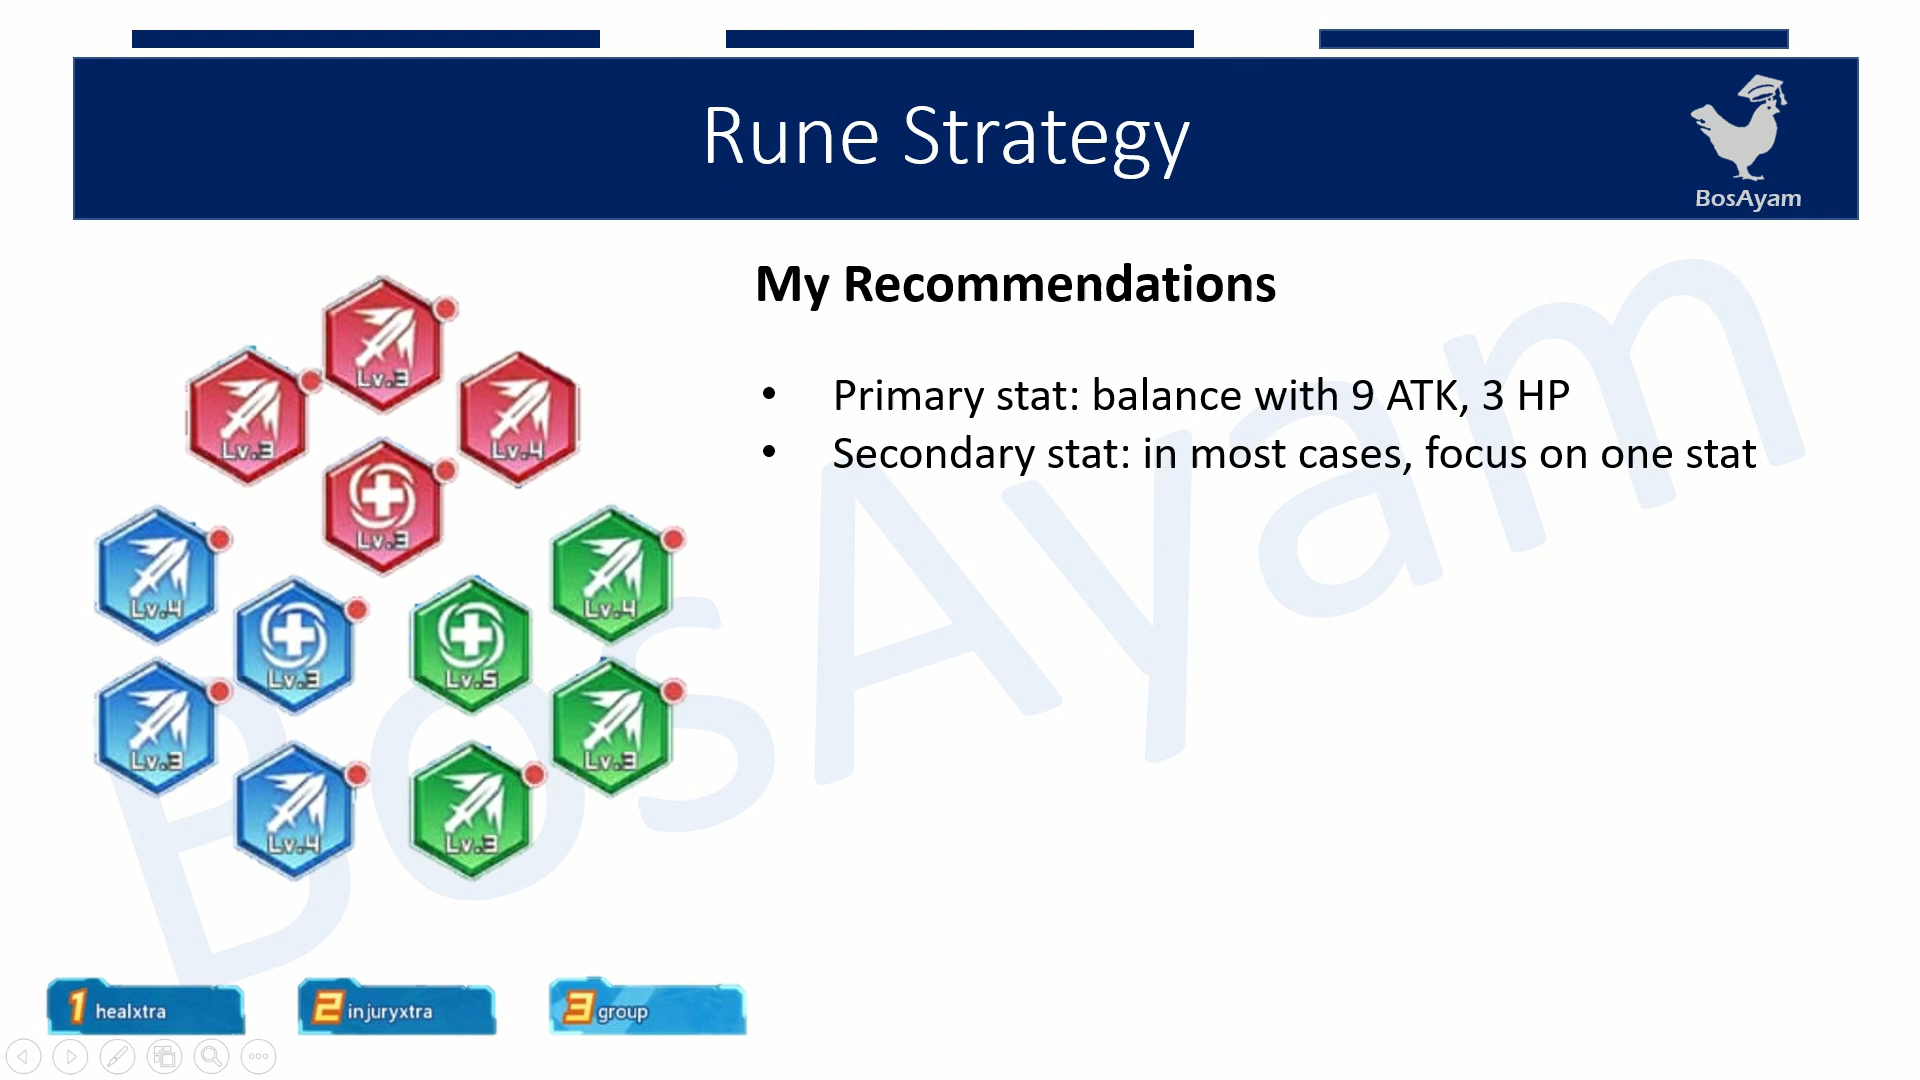 Rune Strategy
BosAyam
My Recommendations
• Primary stat: balance with 9 ATK, 3 HP
• Secondary stat: in most cases, focus on one stat
Lv.3
Lv.3
Lv.4
Lv.3
Lv.4
Lv.4
Lv.3
Lv.5
Lv.3
Lv.3
Lv.4
Lv.3
1 healxtra
2 injuryxtra
3 group
BosAyam